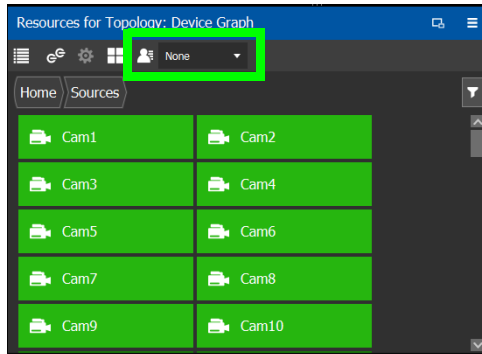 Resources for Topology: Device Graph
None
Home Sources
Cam1 Cam2
Cam3 Cam4
Cam5 Cam6
Cam7 Cam8
Cam9 Cam10